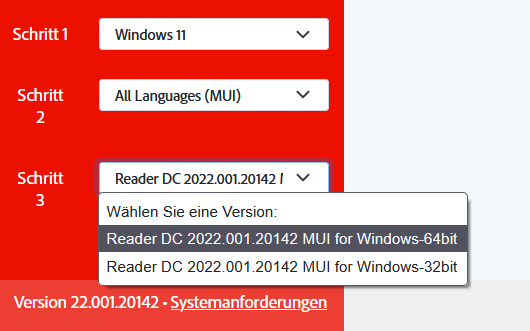 Schritt 1
Windows 11
Schritt
2
All Languages (MUI)
Schritt
3
Reader DC 2022.001.20142
Wählen Sie eine Version:
Reader DC 2022.001.20142 MUI for Windows-64bit
Reader DC 2022.001.20142 MUI for Windows-32bit
Version 22.001.20142 • Systemanforderungen